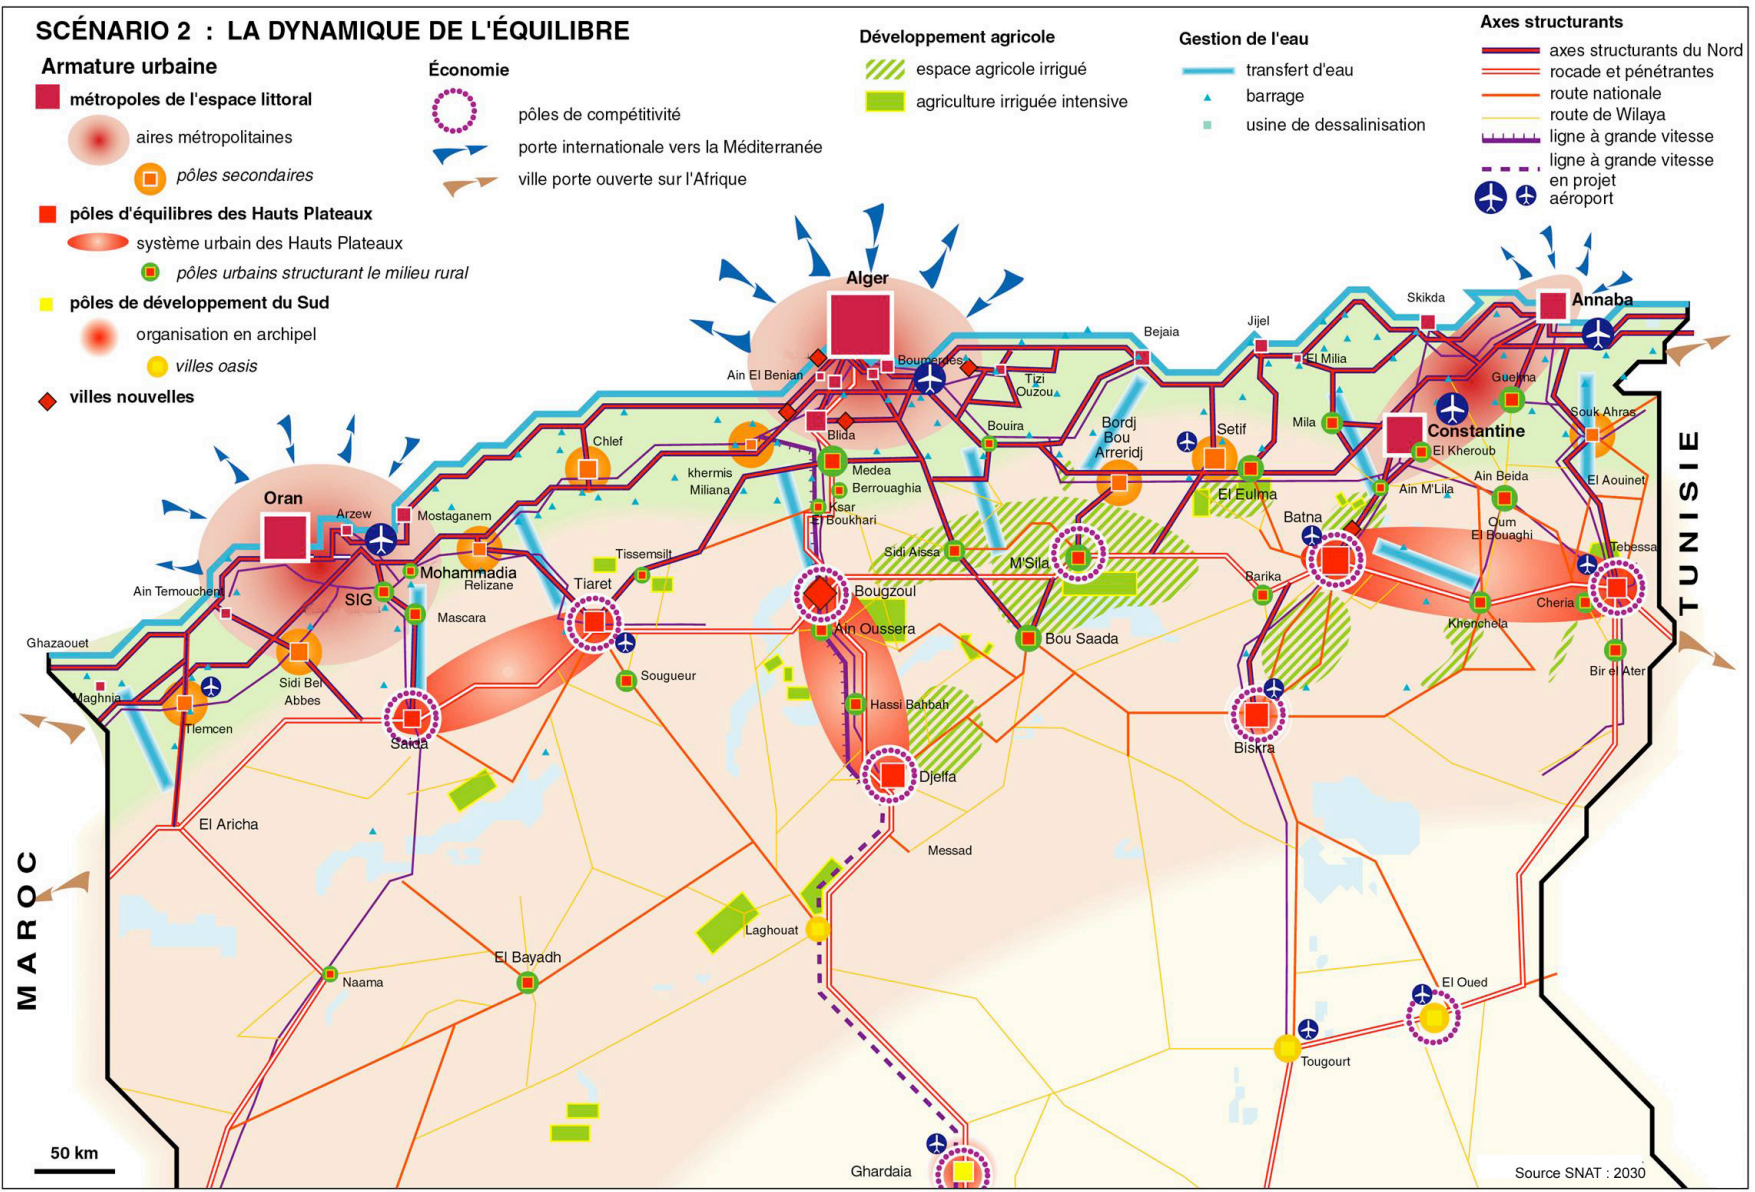 SCÉNARIO 2 : LA DYNAMIQUE DE L'ÉQUILIBRE
Armature urbaine
métropoles de l'espace littoral
aires métropolitaines
pôles secondaires
pôles d'équilibres des Hauts Plateaux
système urbain des Hauts Plateaux
pôles urbains structurant le milieu rural
pôles de développement du Sud
organisation en archipel
villes oasis
villes nouvelles
Économie
pôles de compétitivité
porte internationale vers la Méditerranée
ville porte ouverte sur l'Afrique
Développement agricole
espace agricole irrigué
agriculture irriguée intensive
Gestion de l'eau
transfert d'eau
barrage
usine de dessalinisation
Axes structurants
axes structurants du Nord
rocade et pénétrantes
route nationale
route de Wilaya
ligne à grande vitesse
ligne à grande vitesse
en projet
aéroport
Alger
Annaba
Skikda
Jijel
Bejaia
El Milia
Boumerdes
Ain El Benian
Tizi
Ouzou
Guelma
Souk Ahras
Blida
Bouira
Bordj
Bou
Arreridj
Setif
Mila
Constantine
El Kheroub
Chlef
khermis
Miliana
Medea
Berrouaghia
Ksar
El Boukhari
El Eulma
Ain M'Lila
Ain Beida
El Aouinet
Oran
Arzew
Mostaganem
Batna
Oum
El Bouaghi
Tebessa
Sidi Aissa
M'Sila
Tissemsilt
Mohammadia
Relizane
Tiaret
Ain Temouchent
SIG
Mascara
Bougzoul
Barika
Cheria
Khenchela
Ain Oussera
Bou Saada
Ghazaouet
Maghnia
Sidi Bel
Abbes
Sougueur
Bir el Ater
Tlemcen
Saida
Hassi Bahbah
Biskra
Djelfa
El Aricha
Messad
Laghouat
El Bayadh
Naama
El Oued
Tougourt
Ghardaia
MAROC
TUNISIE
50 km
Source SNAT : 2030